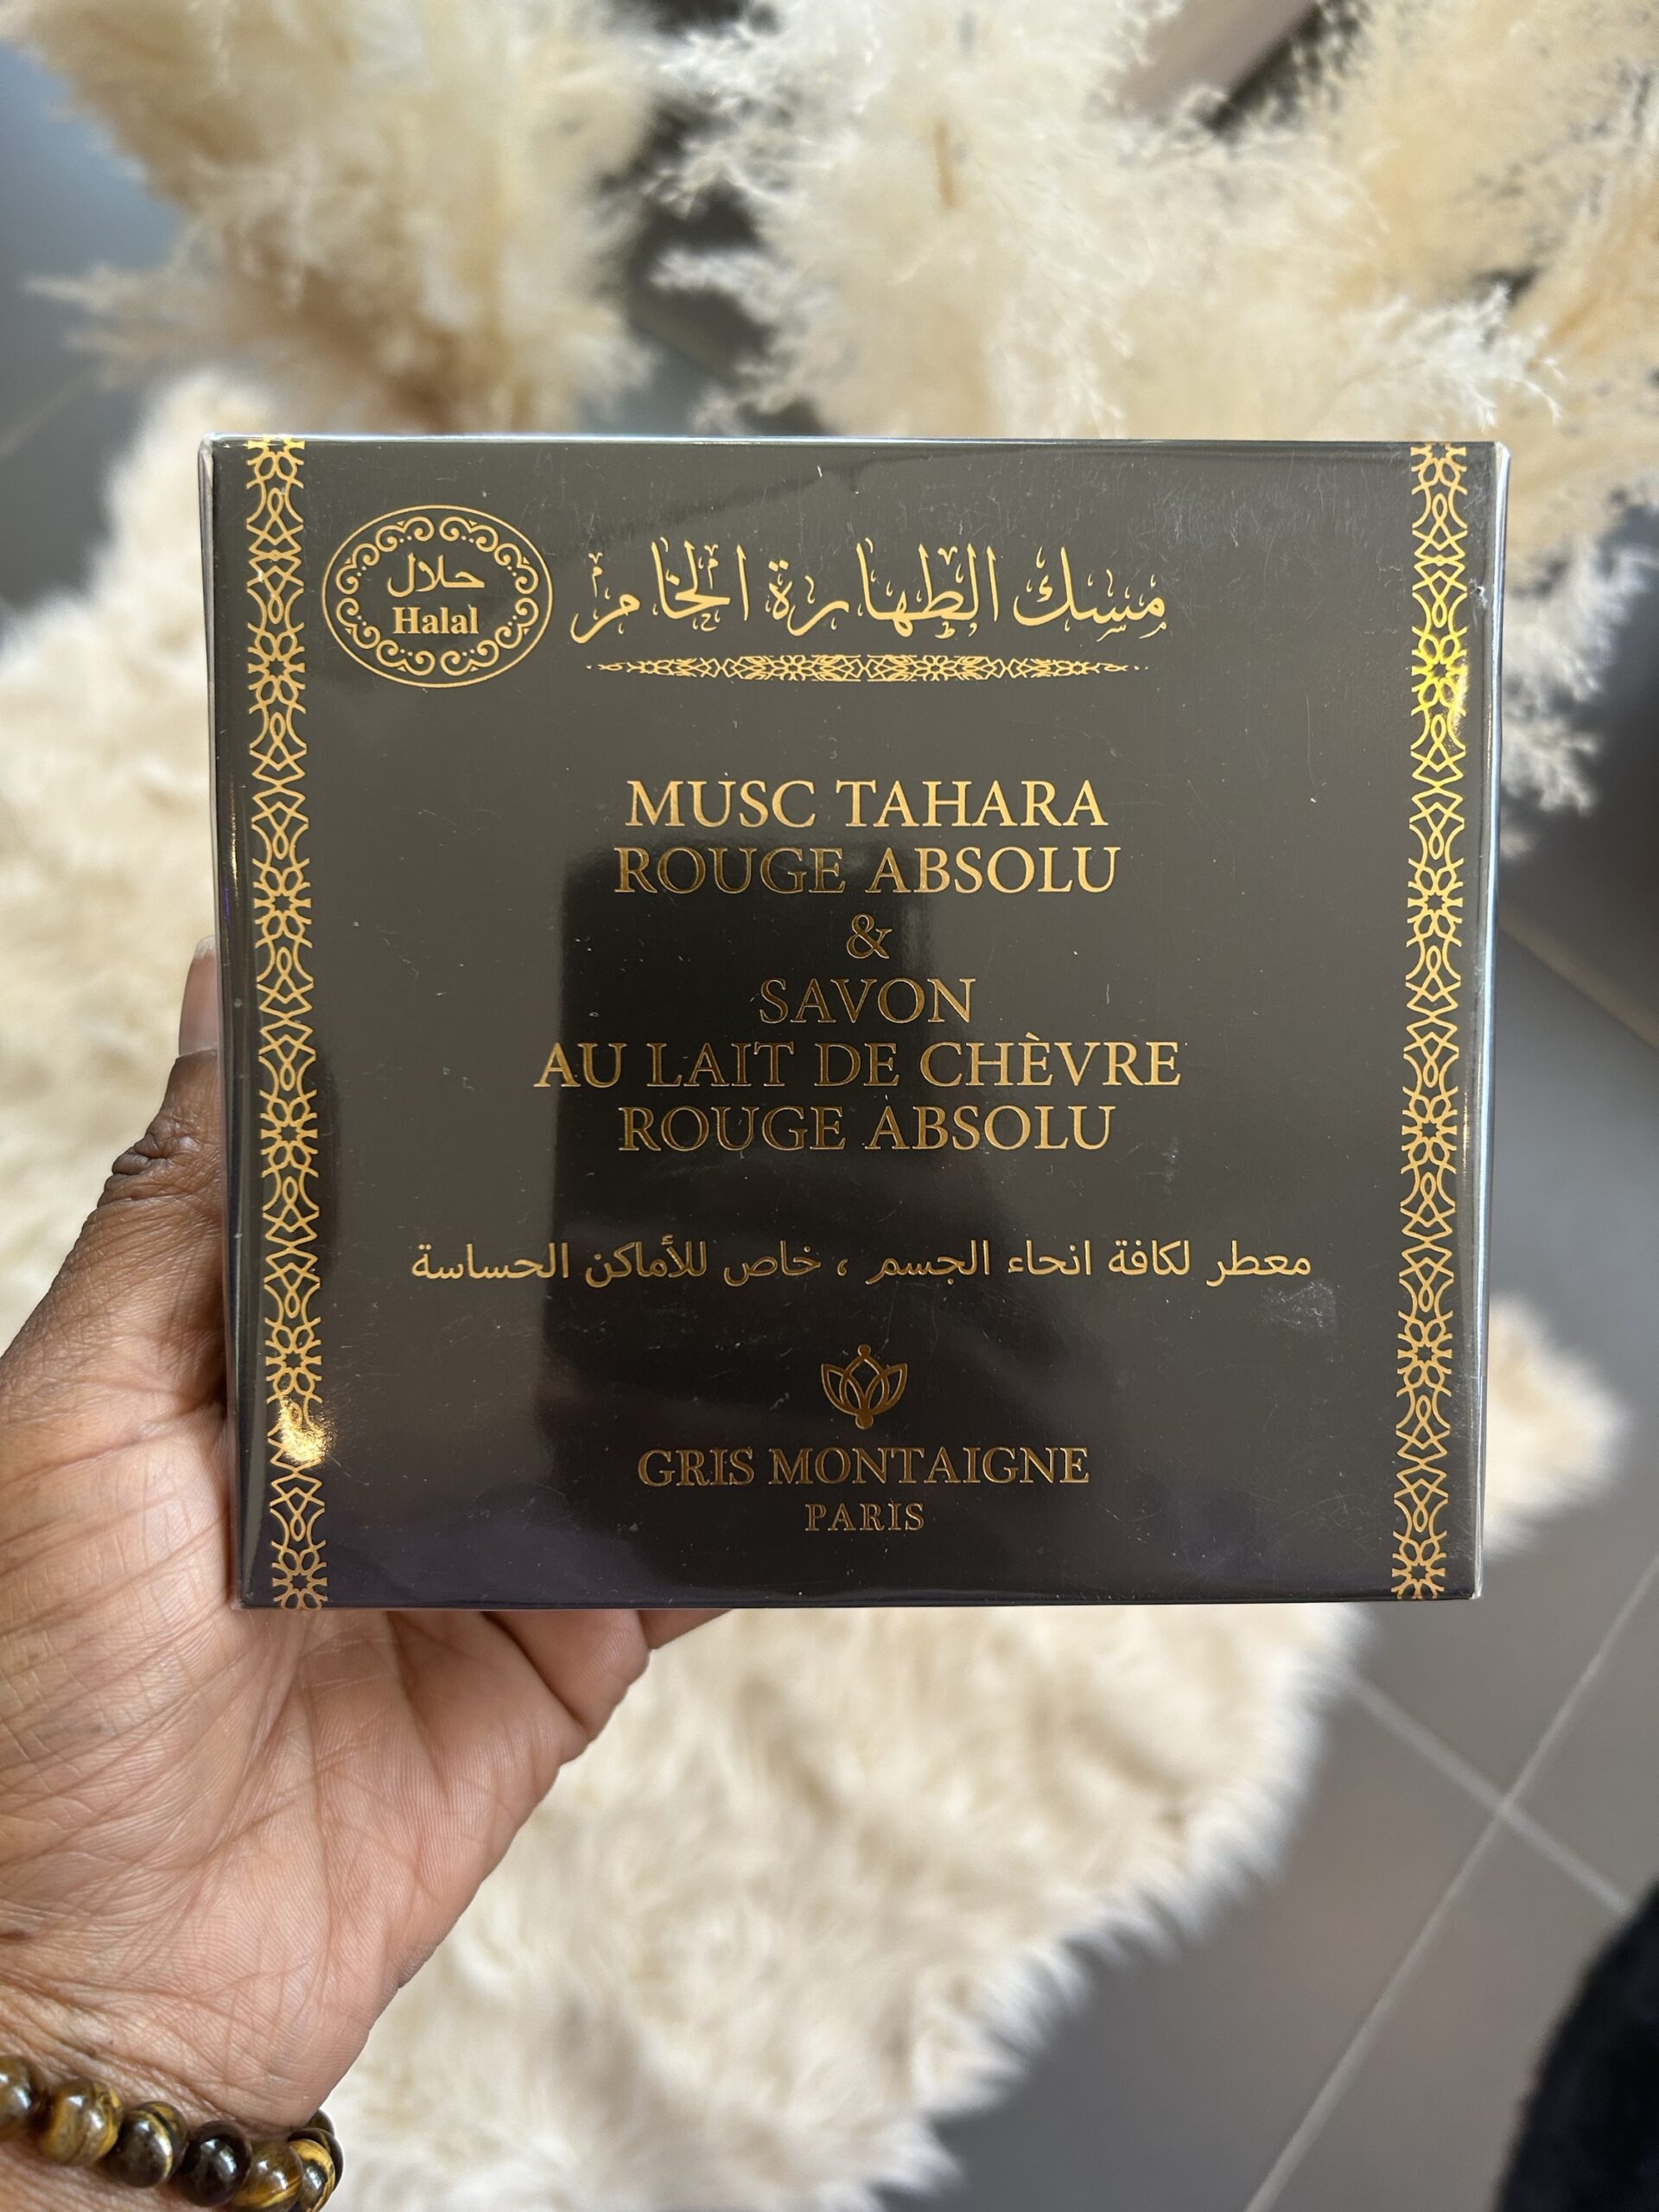 حلال
Halal
مسك الطهارة الخام
MUSC TAHARA
ROUGE ABSOLU
&
SAVON
AU LAIT DE CHÈVRE
ROUGE ABSOLU
معطر لكافة انحاء الجسم ، خاص للأماكن الحساسة
GRIS MONTAIGNE
PARIS